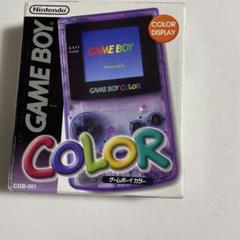 Nintendo
COLOR
DISPLAY
GAME BOY
GAME BOY
Nintendo
GAME BOY COLOR
COLOR
ゲームボーイカラー
CGB-001